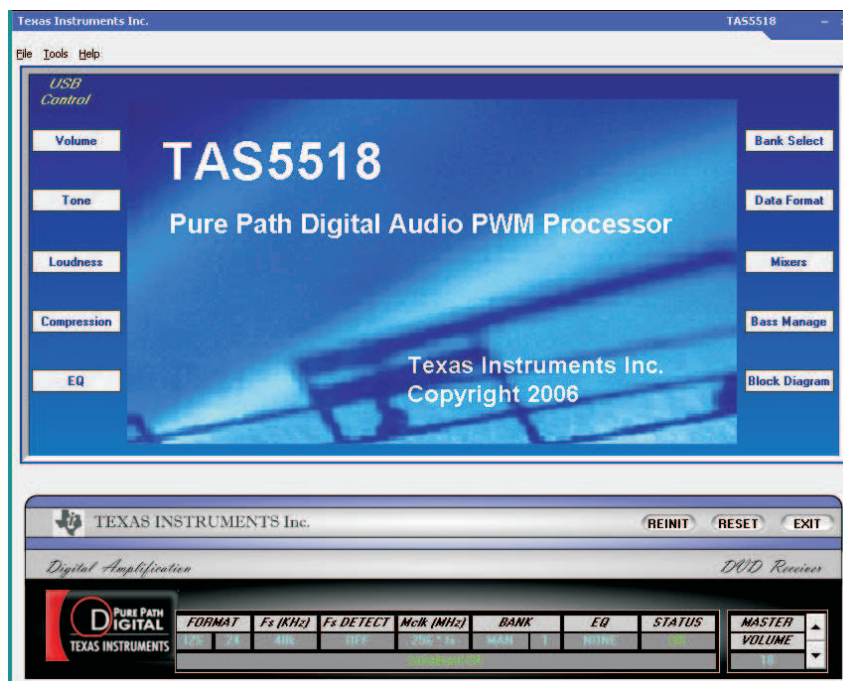 Texas Instruments Inc. TAS5518
File Tools Help
USB
Control
Volume
Tone
Loudness
Compression
EQ
TAS5518
Pure Path Digital Audio PWM Processor
Texas Instruments Inc.
Copyright 2006
Bank Select
Data Format
Mixers
Bass Manage
Block Diagram
TEXAS INSTRUMENTS Inc.
REINIT RESET EXIT
Digital Amplification
DVD Receiver
PURE PATH
DIGITAL
TEXAS INSTRUMENTS
FORMAT Fs (KHz) Fs DETECT Mclk (MHz) BANK EQ STATUS
I2S 24 48k OFF 256 * fs MAN 1 NONE
MASTER
VOLUME
18